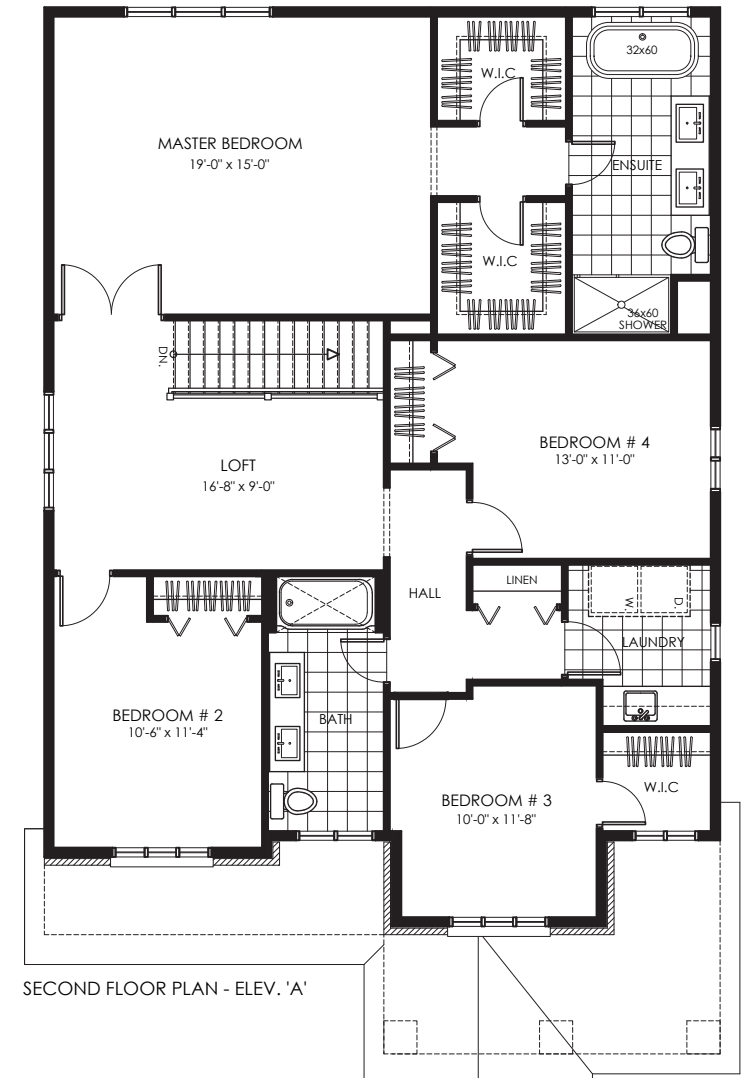 32x60
W.I.C
MASTER BEDROOM
19'-0" x 15'-0"
ENSUITE
W.I.C
36x60
SHOWER
DN.
BEDROOM # 4
13'-0" x 11'-0"
LOFT
16'-8" x 9'-0"
LINEN
HALL
W.
D.
LAUNDRY
BEDROOM # 2
10'-6" x 11'-4"
BATH
W.I.C
BEDROOM # 3
10'-0" x 11'-8"
SECOND FLOOR PLAN - ELEV. 'A'